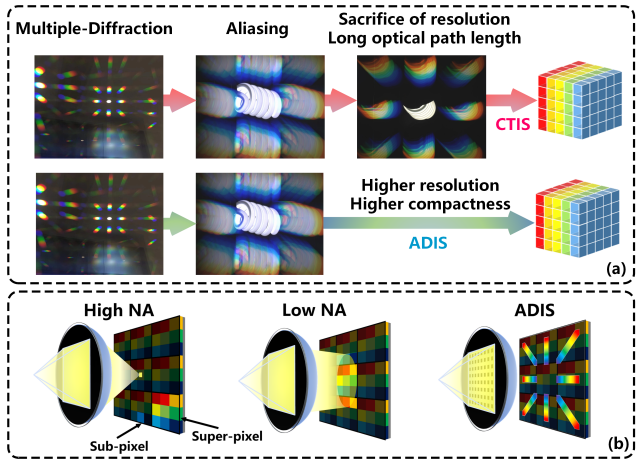 Multiple-Diffraction
Aliasing
Sacrifice of resolution
Long optical path length
CTIS
Higher resolution
Higher compactness
ADIS
(a)
High NA
Low NA
ADIS
Sub-pixel
Super-pixel
(b)